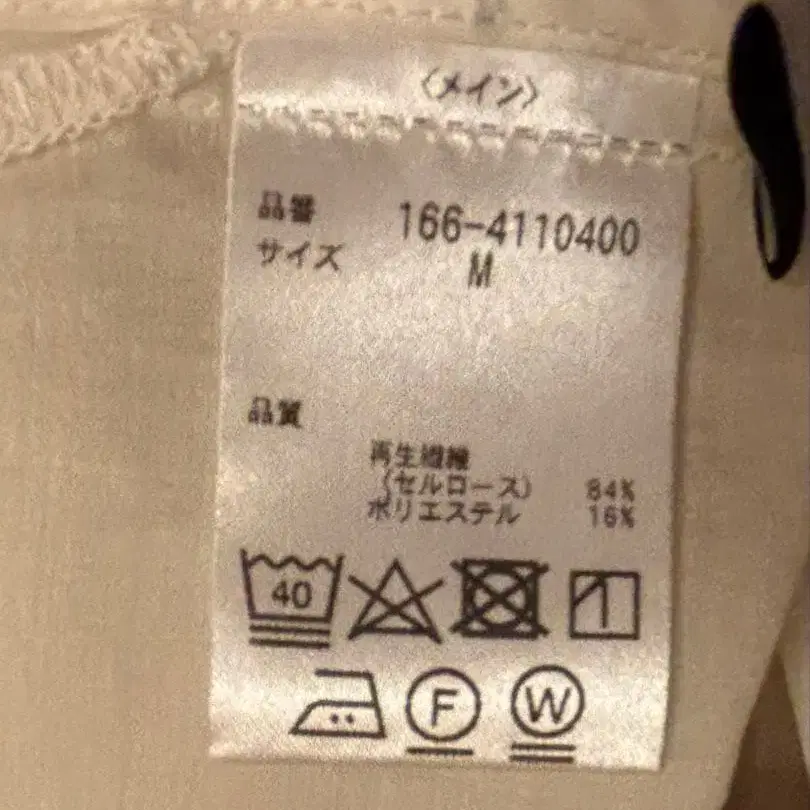 〈メイン〉
品番 166-4110400
サイズ M
品質
再生繊維
(セルロース) 84%
ポリエステル 16%
40
F W